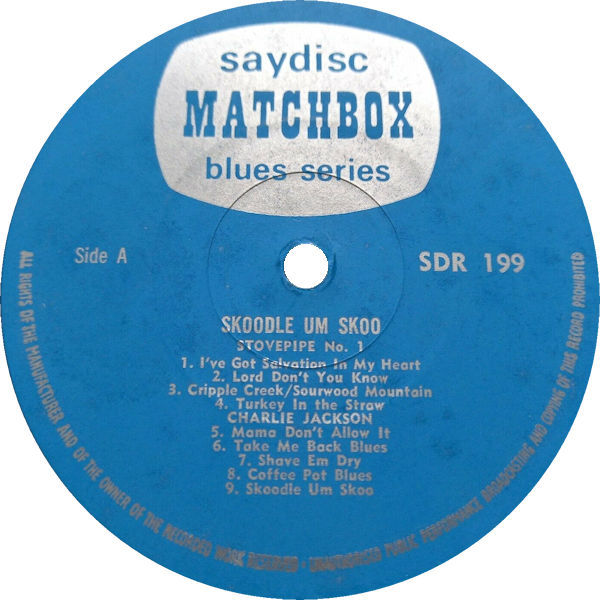 saydisc
MATCHBOX
blues series
Side A
SDR 199
SKOODLE UM SKOO
STOVEPIPE No. 1
1. I've Got Salvation In My Heart
2. Lord Don't You Know
3. Cripple Creek/Sourwood Mountain
4. Turkey In the Straw
CHARLIE JACKSON
5. Mama Don't Allow It
6. Take Me Back Blues
7. Shave Em Dry
8. Coffee Pot Blues
9. Skoodle Um Skoo
ALL RIGHTS OF THE MANUFACTURER AND OF THE OWNER OF THE RECORDED WORK RESERVED · UNAUTHORISED PUBLIC PERFORMANCE BROADCASTING AND COPYING OF THIS RECORD PROHIBITED